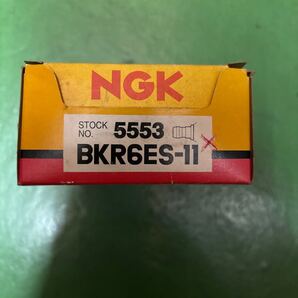 NGK
STOCK
NO. 5553
BKR6ES-11